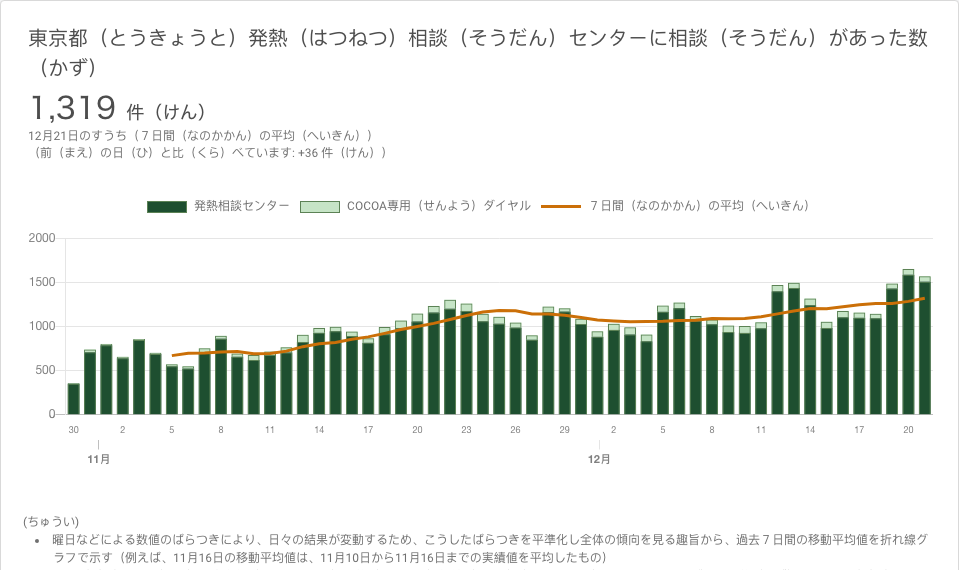 東京都（とうきょうと）発熱（はつねつ）相談（そうだん）センターに相談（そうだん）があった数
（かず）
1,319 件（けん）
12月21日のすうち（７日間（なのかかん）の平均（へいきん））
（前（まえ）の日（ひ）と比（くら）べています: +36 件（けん））
発熱相談センター COCOA専用（せんよう）ダイヤル ７日間（なのかかん）の平均（へいきん）
2000
1500
1000
500
0
30 2 5 8 11 14 17 20 23 26 29 2 5 8 11 14 17 20
11月 12月
(ちゅうい)
• 曜日などによる数値のばらつきにより、日々の結果が変動するため、こうしたばらつきを平準化し全体の傾向を見る趣旨から、過去７日間の移動平均値を折れ線グ
ラフで示す（例えば、11月16日の移動平均値は、11月10日から11月16日までの実績値を平均したもの）